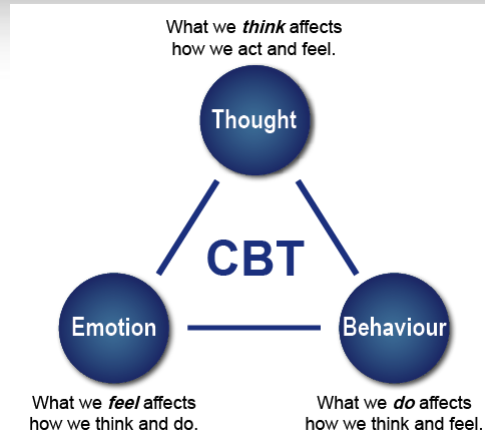 What we think affects
how we act and feel.
Thought
CBT
Emotion
Behaviour
What we feel affects
how we think and do.
What we do affects
how we think and feel.